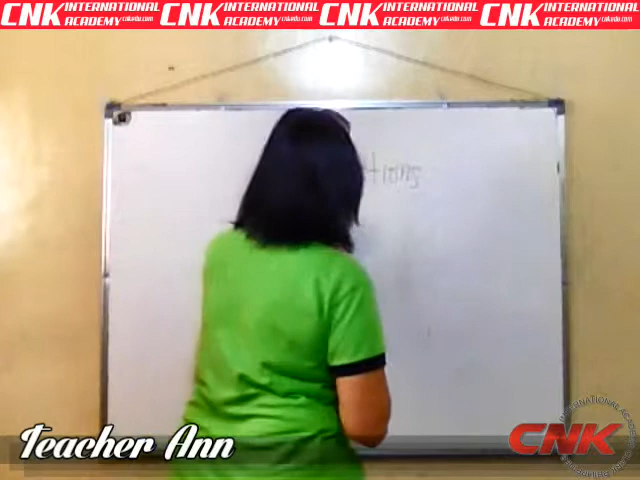 CNK INTERNATIONAL ACADEMY cnkedu.com CNK INTERNATIONAL ACADEMY cnkedu.com CNK INTERNATIONAL ACADEMY cnkedu.com CNK INTERNATIONAL ACADEMY cnkedu.com
tions
Teacher Ann
CNK